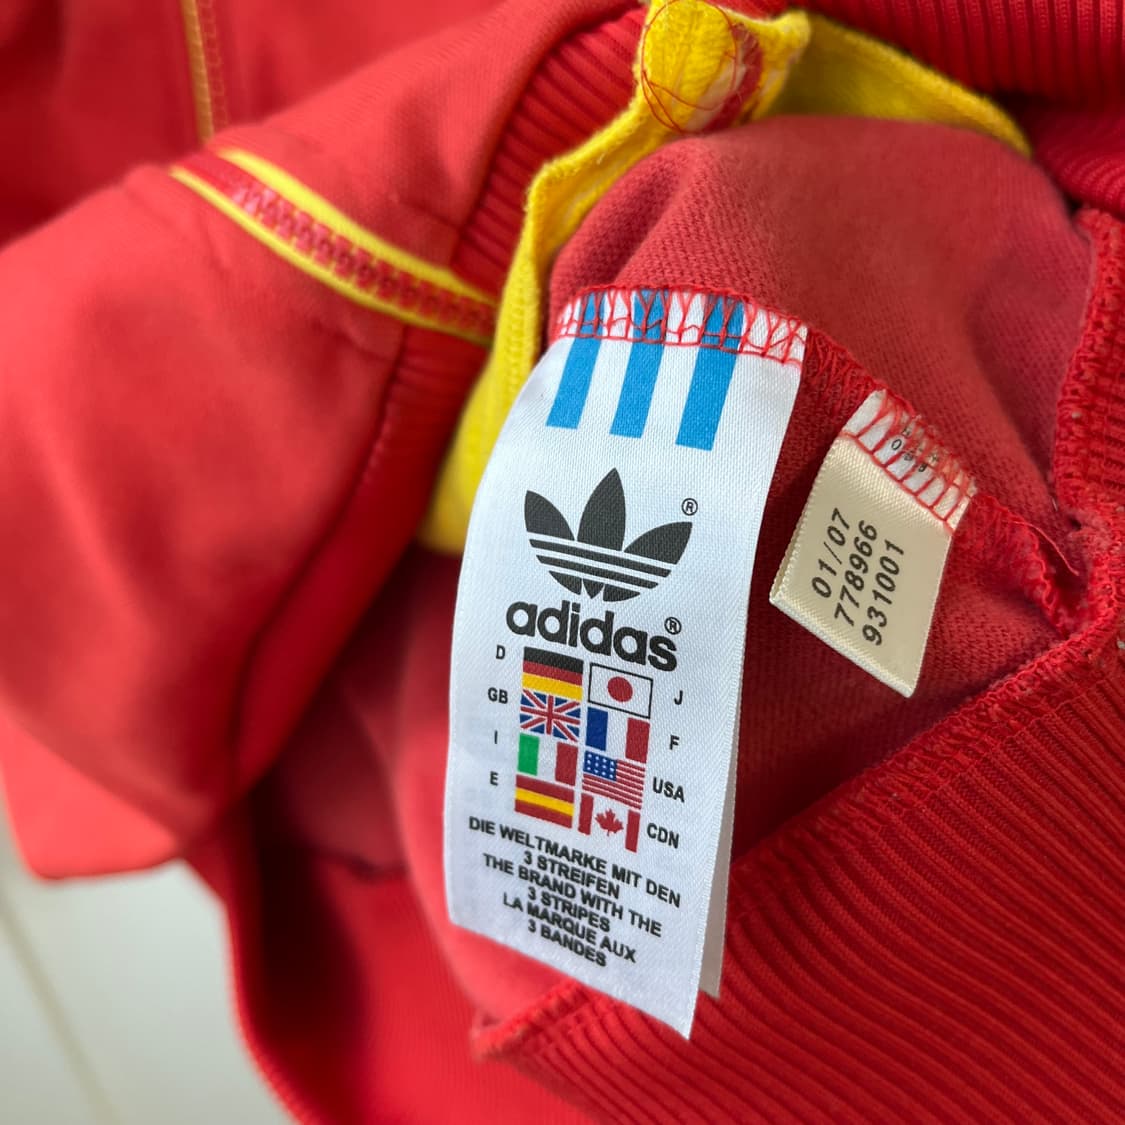 ®
adidas®
D
J
GB
F
I
USA
E
CDN
DIE WELTMARKE MIT DEN
3 STREIFEN
THE BRAND WITH THE
3 STRIPES
LA MARQUE AUX
3 BANDES
01/07
778966
931001